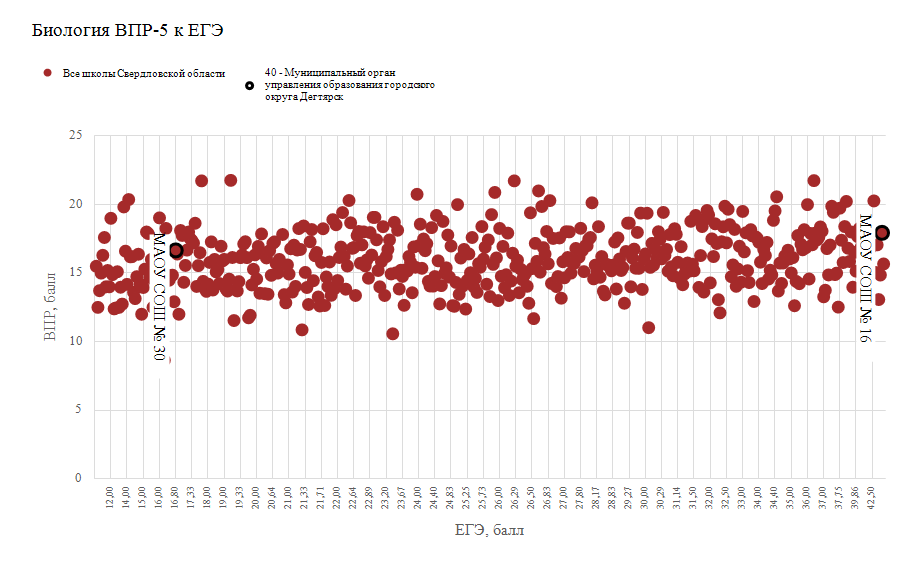 Биология ВПР-5 к ЕГЭ
Все школы Свердловской области
40 - Муниципальный орган
управления образования городского
округа Дегтярск
25
20
15
10
5
0
ВПР, балл
МАОУ СОШ № 30
МАОУ СОШ № 16
12,00 14,00 15,00 16,00 16,80 17,33 18,00 19,00 19,33 20,00 20,64 21,00 21,33 21,71 22,00 22,64 22,89 23,20 23,67 24,00 24,40 24,83 25,25 25,73 26,00 26,29 26,50 26,83 27,00 27,80 28,17 28,83 29,27 30,00 30,29 31,14 31,50 32,00 32,50 33,00 34,00 34,40 35,00 36,00 37,00 37,75 39,86 42,50
ЕГЭ, балл